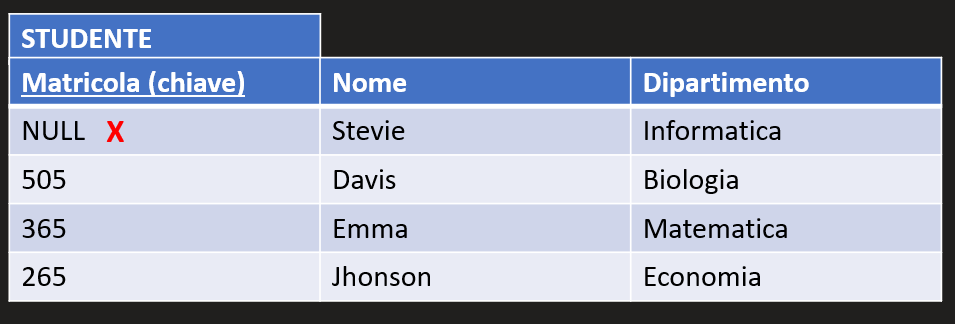 STUDENTE
Matricola (chiave) Nome Dipartimento
NULL X Stevie Informatica
505 Davis Biologia
365 Emma Matematica
265 Jhonson Economia